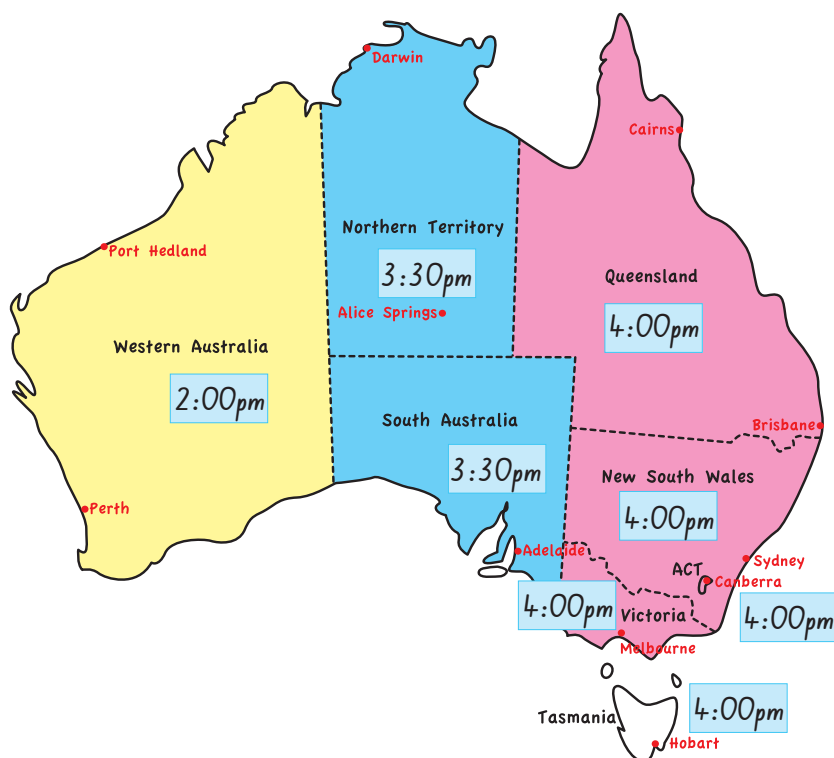 Darwin
Cairns
Northern Territory
Port Hedland
3:30pm
Queensland
Alice Springs
4:00pm
Western Australia
2:00pm
South Australia
Brisbane
3:30pm
New South Wales
4:00pm
Perth
Adelaide
Sydney
ACT
Canberra
4:00pm
Victoria
4:00pm
Melbourne
Tasmania
4:00pm
Hobart